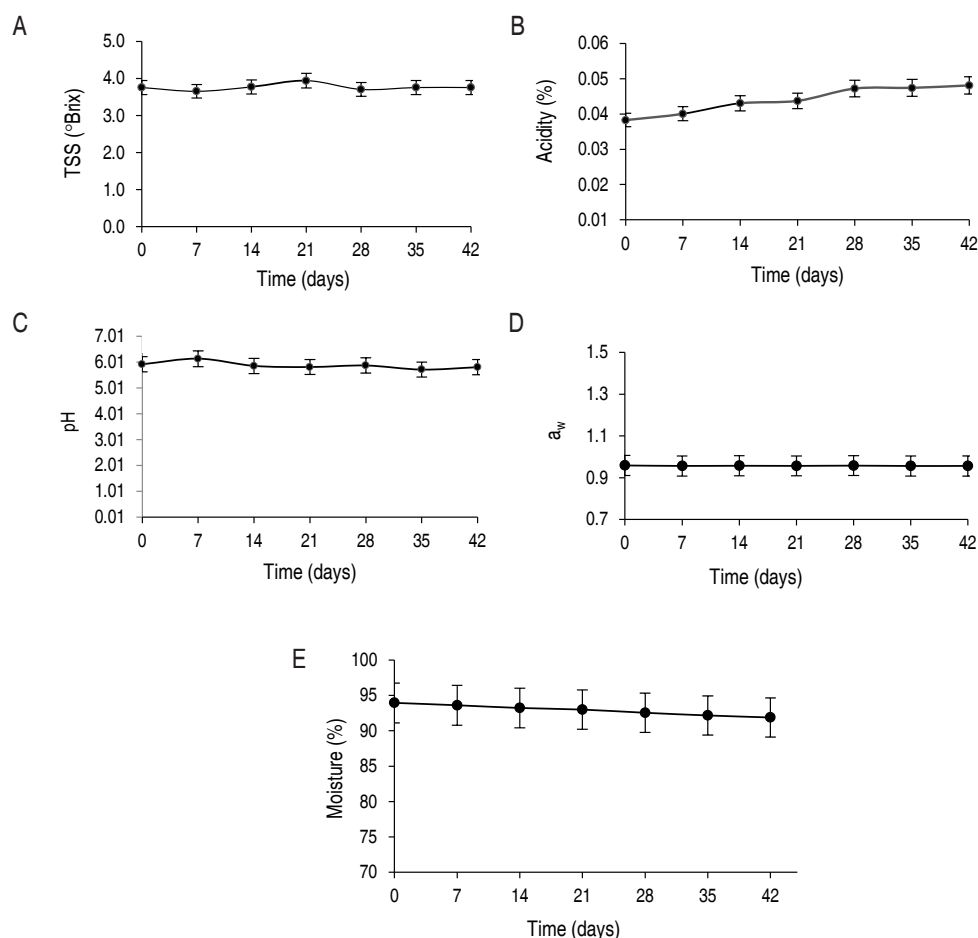 A
TSS (°Brix)
5.0
4.0
3.0
2.0
1.0
0.0
0 7 14 21 28 35 42
Time (days)
B
Acidity (%)
0.06
0.05
0.04
0.03
0.02
0.01
0 7 14 21 28 35 42
Time (days)
C
pH
7.01
6.01
5.01
4.01
3.01
2.01
1.01
0.01
0 7 14 21 28 35 42
Time (days)
D
aw
1.5
1.3
1.1
0.9
0.7
0 7 14 21 28 35 42
Time (days)
E
Moisture (%)
100
95
90
85
80
75
70
0 7 14 21 28 35 42
Time (days)